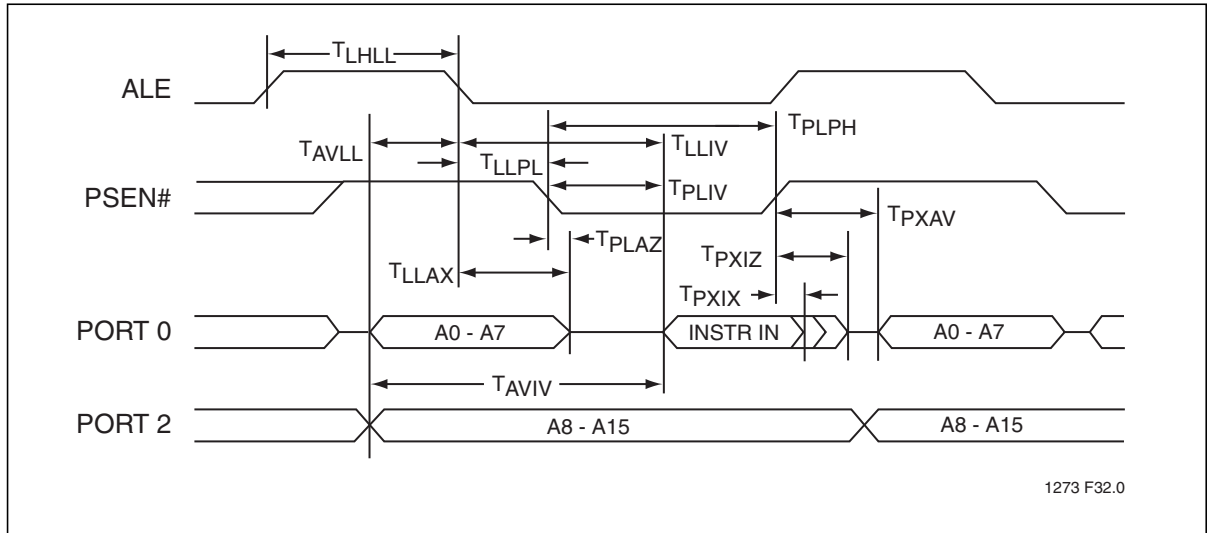 TLHLL
ALE
TPLPH
TAVLL
TLLPL
TLLIV
PSEN#
TPLIV
TPXAV
TPLAZ
TPXIZ
TLLAX
TPXIX
PORT 0
A0 - A7
INSTR IN
A0 - A7
TAVIV
PORT 2
A8 - A15
A8 - A15
1273 F32.0